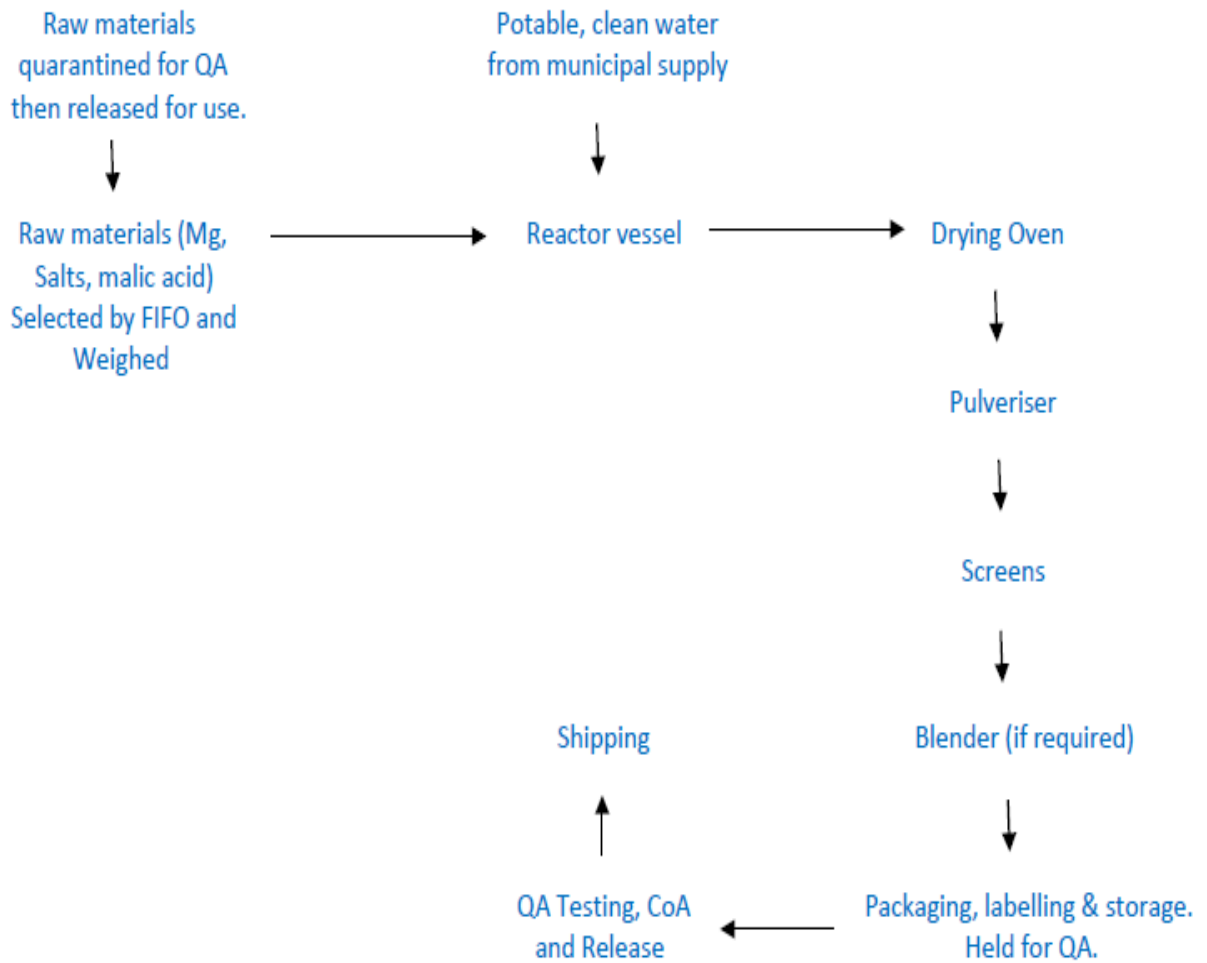 Raw materials
quarantined for QA
then released for use.
Potable, clean water
from municipal supply
Raw materials (Mg,
Salts, malic acid)
Selected by FIFO and
Weighed
Reactor vessel
Drying Oven
Pulveriser
Screens
Blender (if required)
Packaging, labelling & storage.
Held for QA.
QA Testing, CoA
and Release
Shipping